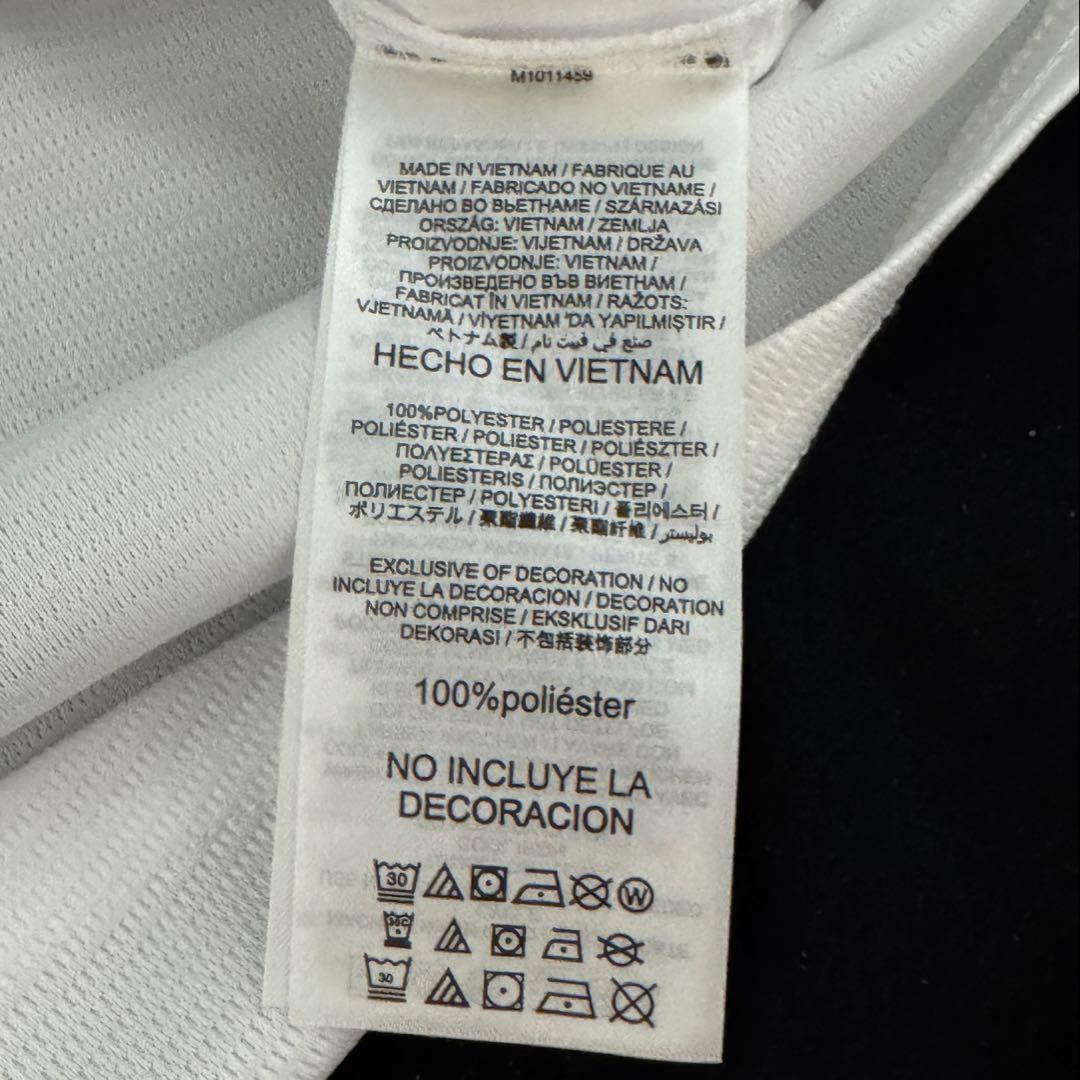 M1011459
MADE IN VIETNAM / FABRIQUE AU
VIETNAM / FABRICADO NO VIETNAME /
СДЕЛАНО ВО ВЬЕТНАМЕ / SZÁRMAZÁSI
ORSZÁG: VIETNAM / ZEMLJA
PROIZVODNJE: VIJETNAM / DRŽAVA
PROIZVODNJE: VIETNAM /
ПРОИЗВЕДЕНО ВЪВ ВИЕТНАМ /
FABRICAT ÎN VIETNAM / RAŽOTS:
VJETNAMĀ / VİYETNAM 'DA YAPILMIŞTIR /
ベトナム製 / صنع في فييت نام
HECHO EN VIETNAM
100%POLYESTER / POLIESTERE /
POLIÉSTER / POLIESTER / POLIÉSZTER /
ΠΟΛΥΕΣΤΕΡΑΣ / POLÜESTER /
POLIESTERIS / ПОЛИЭСТЕР /
ПОЛИЕСТЕР / POLYESTERI / 폴리에스터 /
ポリエステル / 聚酯纖維 / 聚酯纤维 / بوليستر
EXCLUSIVE OF DECORATION / NO
INCLUYE LA DECORACION / DECORATION
NON COMPRISE / EKSKLUSIF DARI
DEKORASI / 不包括装饰部分
100%poliéster
NO INCLUYE LA
DECORACION
30 W
30